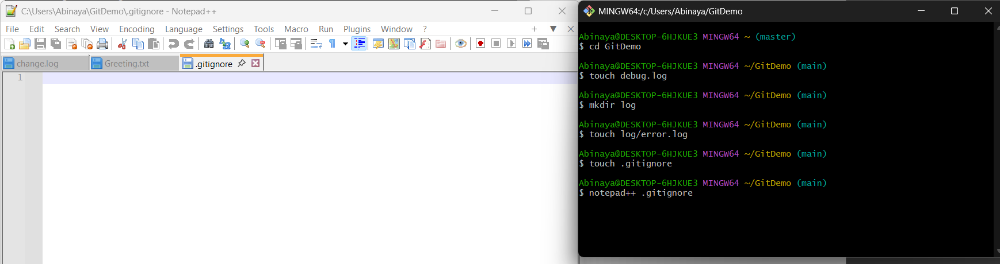 C:\Users\Abinaya\GitDemo\.gitignore - Notepad++
File Edit Search View Encoding Language Settings Tools Macro Run Plugins Window ?
change.log Greeting.txt .gitignore
1
MINGW64:/c/Users/Abinaya/GitDemo
Abinaya@DESKTOP-6HJKUE3 MINGW64 ~ (master)
$ cd GitDemo
Abinaya@DESKTOP-6HJKUE3 MINGW64 ~/GitDemo (main)
$ touch debug.log
Abinaya@DESKTOP-6HJKUE3 MINGW64 ~/GitDemo (main)
$ mkdir log
Abinaya@DESKTOP-6HJKUE3 MINGW64 ~/GitDemo (main)
$ touch log/error.log
Abinaya@DESKTOP-6HJKUE3 MINGW64 ~/GitDemo (main)
$ touch .gitignore
Abinaya@DESKTOP-6HJKUE3 MINGW64 ~/GitDemo (main)
$ notepad++ .gitignore